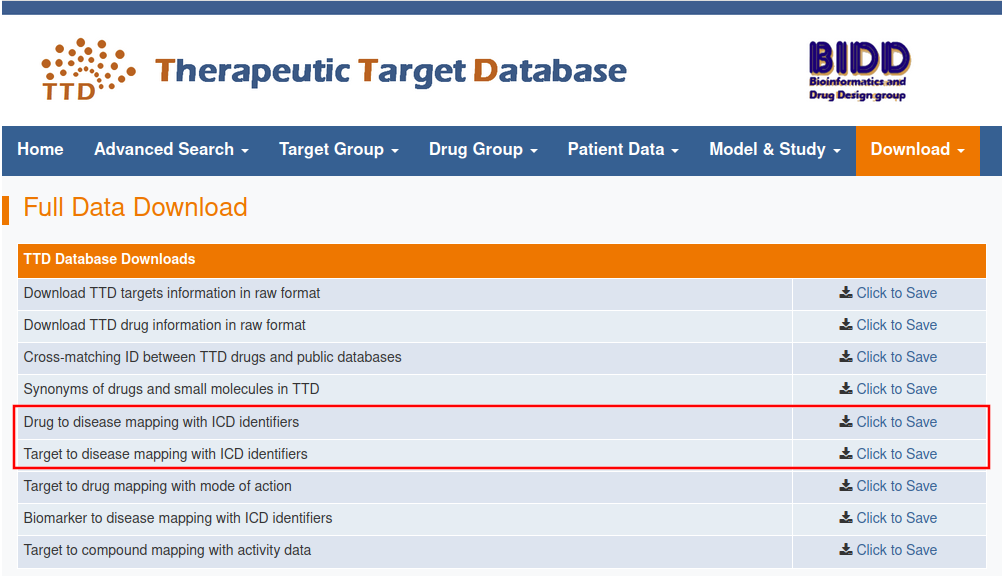 TTD
Therapeutic Target Database
BIDD
Bioinformatics and
Drug Design group
Home Advanced Search Target Group Drug Group Patient Data Model & Study Download
Full Data Download
TTD Database Downloads
Download TTD targets information in raw format Click to Save
Download TTD drug information in raw format Click to Save
Cross-matching ID between TTD drugs and public databases Click to Save
Synonyms of drugs and small molecules in TTD Click to Save
Drug to disease mapping with ICD identifiers Click to Save
Target to disease mapping with ICD identifiers Click to Save
Target to drug mapping with mode of action Click to Save
Biomarker to disease mapping with ICD identifiers Click to Save
Target to compound mapping with activity data Click to Save